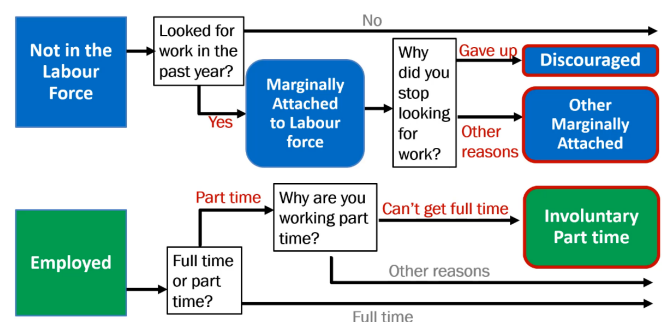 Not in the
Labour
Force
Looked for
work in the
past year?
No
Yes
Marginally
Attached
to Labour
force
Why
did you
stop
looking
for
work?
Gave up
Discouraged
Other
reasons
Other
Marginally
Attached
Employed
Full time
or part
time?
Part time
Why are you
working part
time?
Can't get full time
Involuntary
Part time
Other reasons
Full time